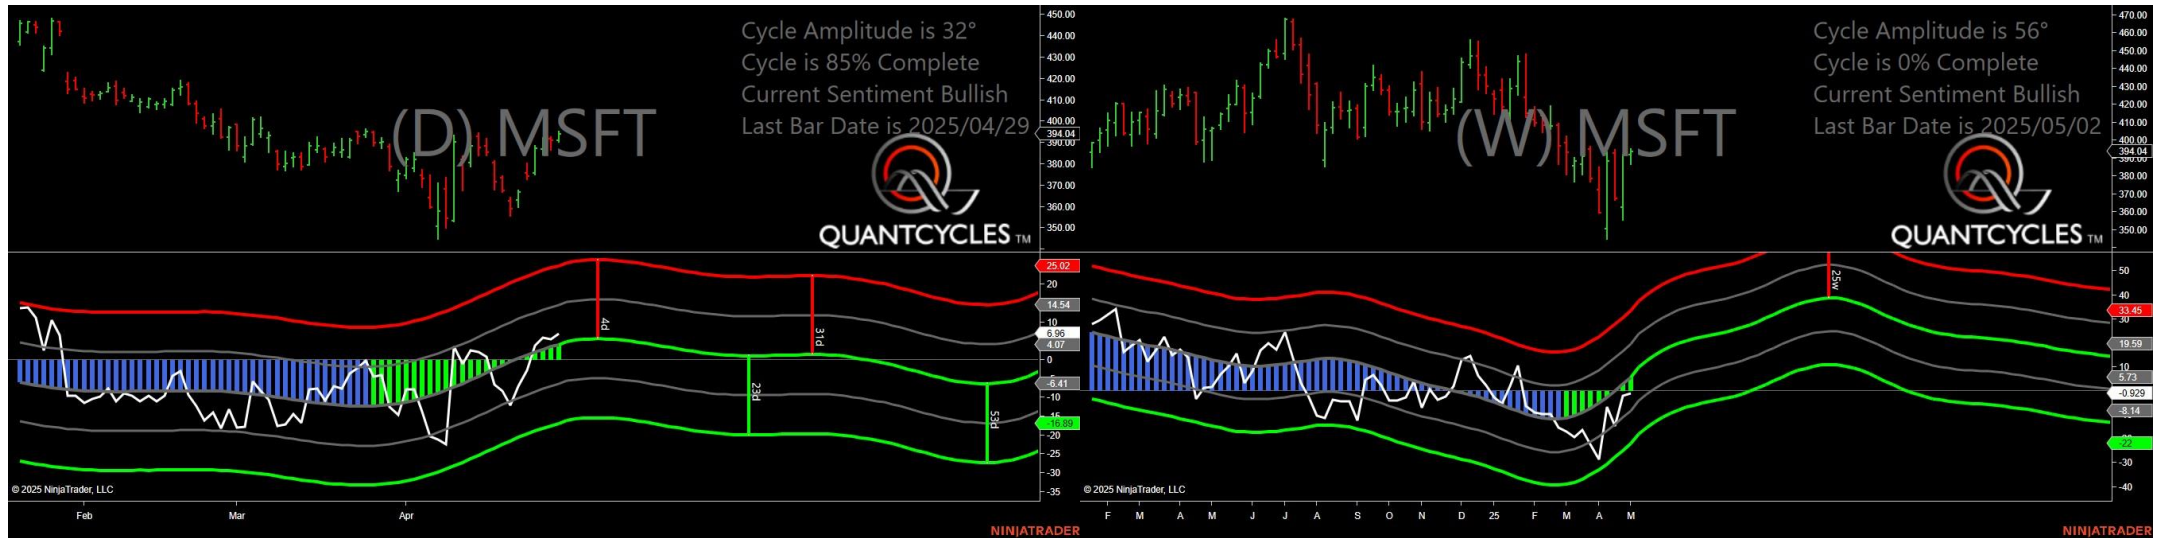 Cycle Amplitude is 32°
Cycle is 85% Complete
Current Sentiment Bullish
Last Bar Date is 2025/04/29
(D) MSFT
QUANTCYCLES TM
450.00
440.00
430.00
420.00
410.00
400.00
394.04
390.00
380.00
370.00
360.00
350.00
25.02
20
14.54
10
6.96
4.07
0
-6.41
-10
-16.89
-20
-25
-30
-35
4d
23d
31d
53d
© 2025 NinjaTrader, LLC
Feb
Mar
Apr
NINJATRADER
Cycle Amplitude is 56°
Cycle is 0% Complete
Current Sentiment Bullish
Last Bar Date is 2025/05/02
(W) MSFT
QUANTCYCLES TM
470.00
460.00
450.00
440.00
430.00
420.00
410.00
400.00
394.04
380.00
370.00
360.00
350.00
50
40
33.45
30
19.59
10
5.73
-0.929
-8.14
-22
-30
-40
25w
© 2025 NinjaTrader, LLC
F M A M J J A S O N D 25 F M A M
NINJATRADER